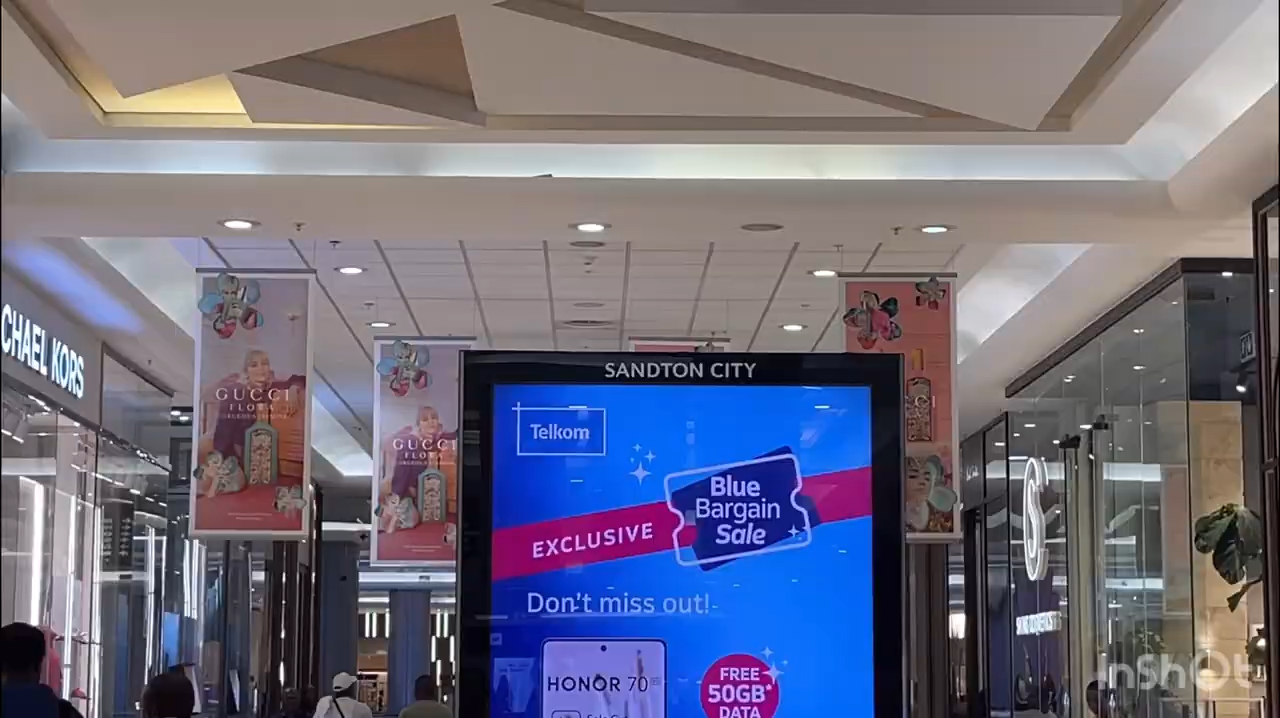 CHAEL KORS
GUCCI
FLORA
GUCCI
FLORA
SANDTON CITY
Telkom
EXCLUSIVE
Blue
Bargain
Sale
Don't miss out!
HONOR 70
FREE
50GB*
DATA
InShOt